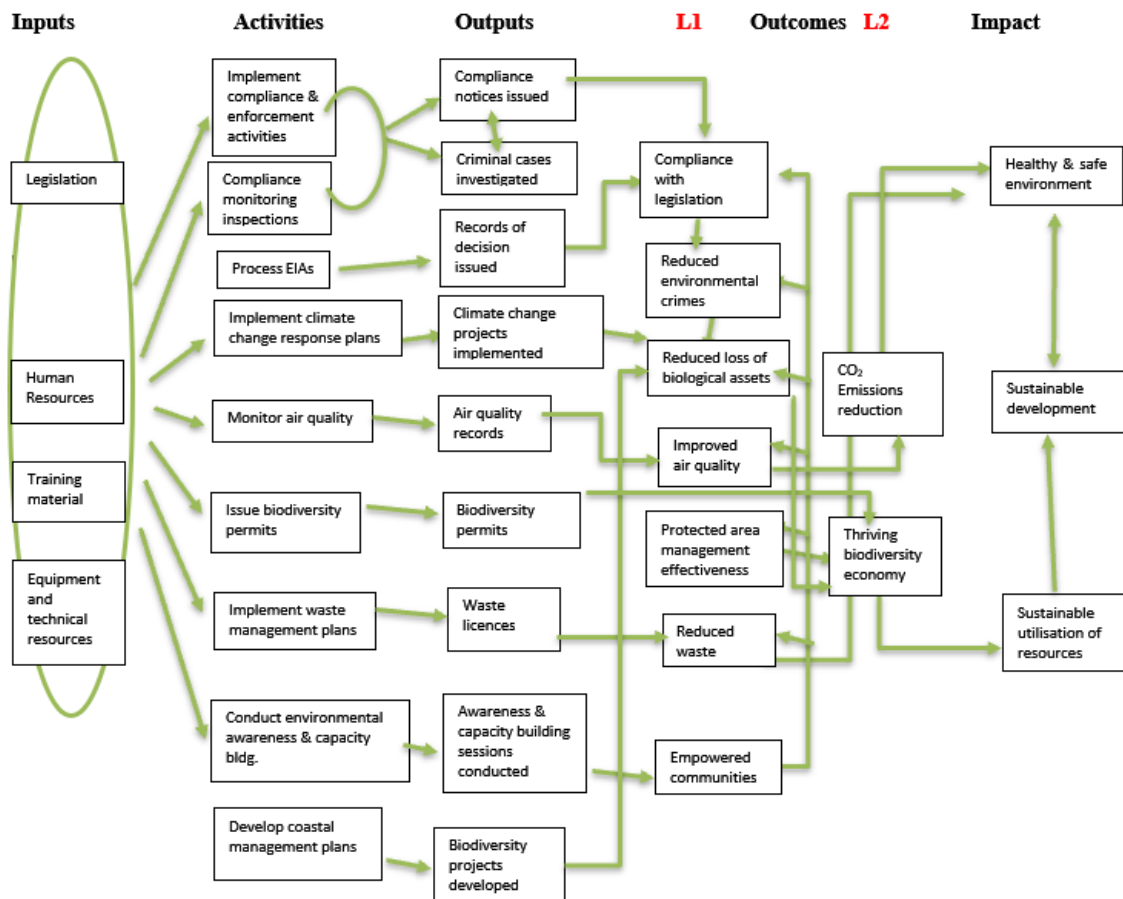 Inputs
Activities
Outputs
L1
Outcomes
L2
Impact
Legislation
Human
Resources
Training
material
Equipment
and
technical
resources
Implement
compliance &
enforcement
activities
Compliance
monitoring
inspections
Process EIAs
Implement climate
change response plans
Monitor air quality
Issue biodiversity
permits
Implement waste
management plans
Conduct environmental
awareness & capacity
bldg.
Develop coastal
management plans
Compliance
notices issued
Criminal cases
investigated
Records of
decision
issued
Climate change
projects
implemented
Air quality
records
Biodiversity
permits
Waste
licences
Awareness &
capacity building
sessions
conducted
Biodiversity
projects
developed
Compliance
with
legislation
Reduced
environmental
crimes
Reduced loss of
biological assets
Improved
air quality
Protected area
management
effectiveness
Reduced
waste
Empowered
communities
CO₂
Emissions
reduction
Thriving
biodiversity
economy
Healthy & safe
environment
Sustainable
development
Sustainable
utilisation of
resources